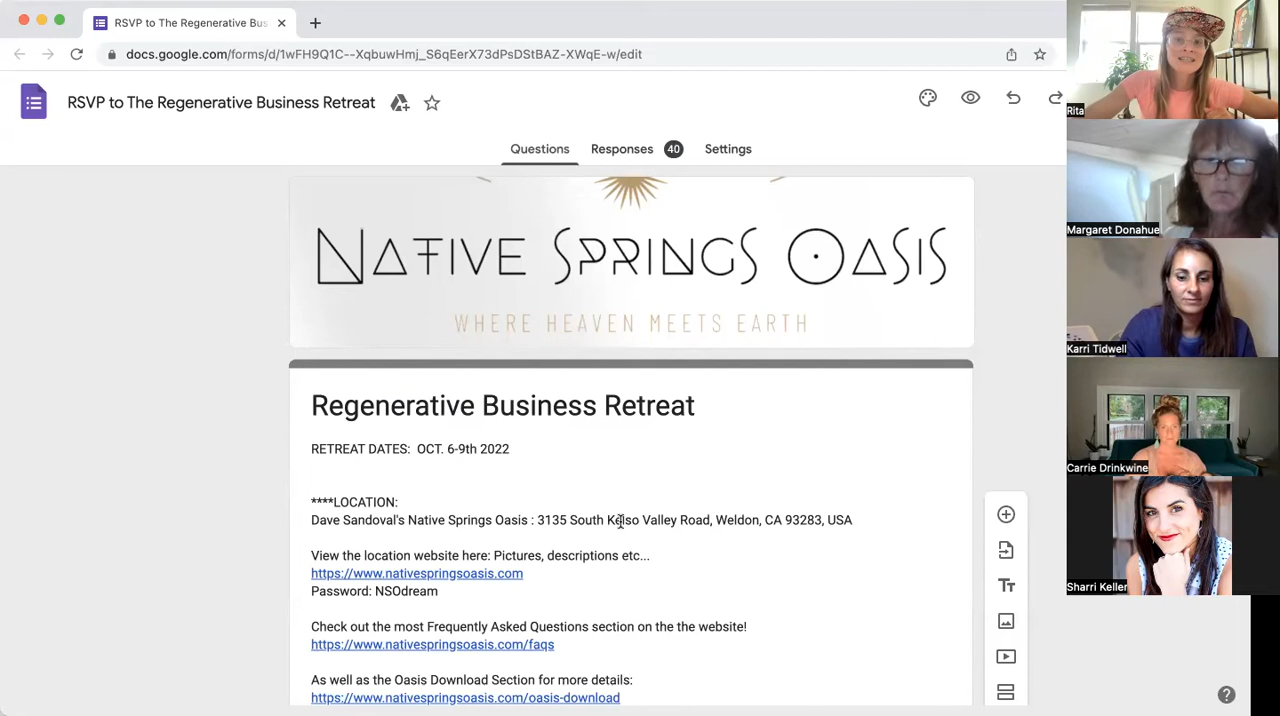 RSVP to The Regenerative Bus
docs.google.com/forms/d/1wFH9Q1C--XqbuwHmj_S6qEerX73dPsDStBAZ-XWqE-w/edit
RSVP to The Regenerative Business Retreat
Questions Responses 40 Settings
NATIVE SPRINGS OASIS
WHERE HEAVEN MEETS EARTH
Regenerative Business Retreat
RETREAT DATES: OCT. 6-9th 2022
****LOCATION:
Dave Sandoval's Native Springs Oasis : 3135 South Kelso Valley Road, Weldon, CA 93283, USA
View the location website here: Pictures, descriptions etc...
https://www.nativespringsoasis.com
Password: NSOdream
Check out the most Frequently Asked Questions section on the the website!
https://www.nativespringsoasis.com/faqs
As well as the Oasis Download Section for more details:
https://www.nativespringsoasis.com/oasis-download
Rita
Margaret Donahue
Karri Tidwell
Carrie Drinkwine
Sharri Keller